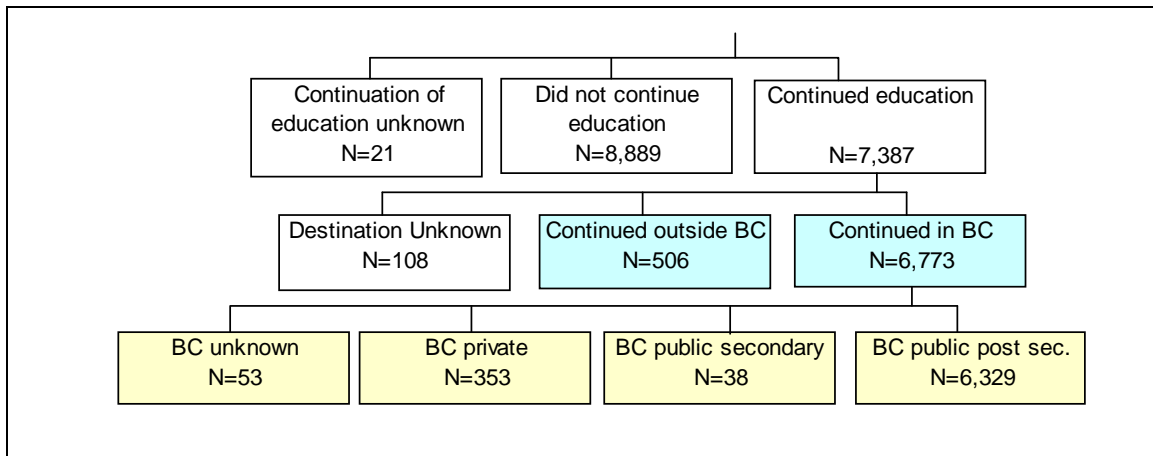 Continuation of
education unknown
N=21
Did not continue
education
N=8,889
Continued education
N=7,387
Destination Unknown
N=108
Continued outside BC
N=506
Continued in BC
N=6,773
BC unknown
N=53
BC private
N=353
BC public secondary
N=38
BC public post sec.
N=6,329